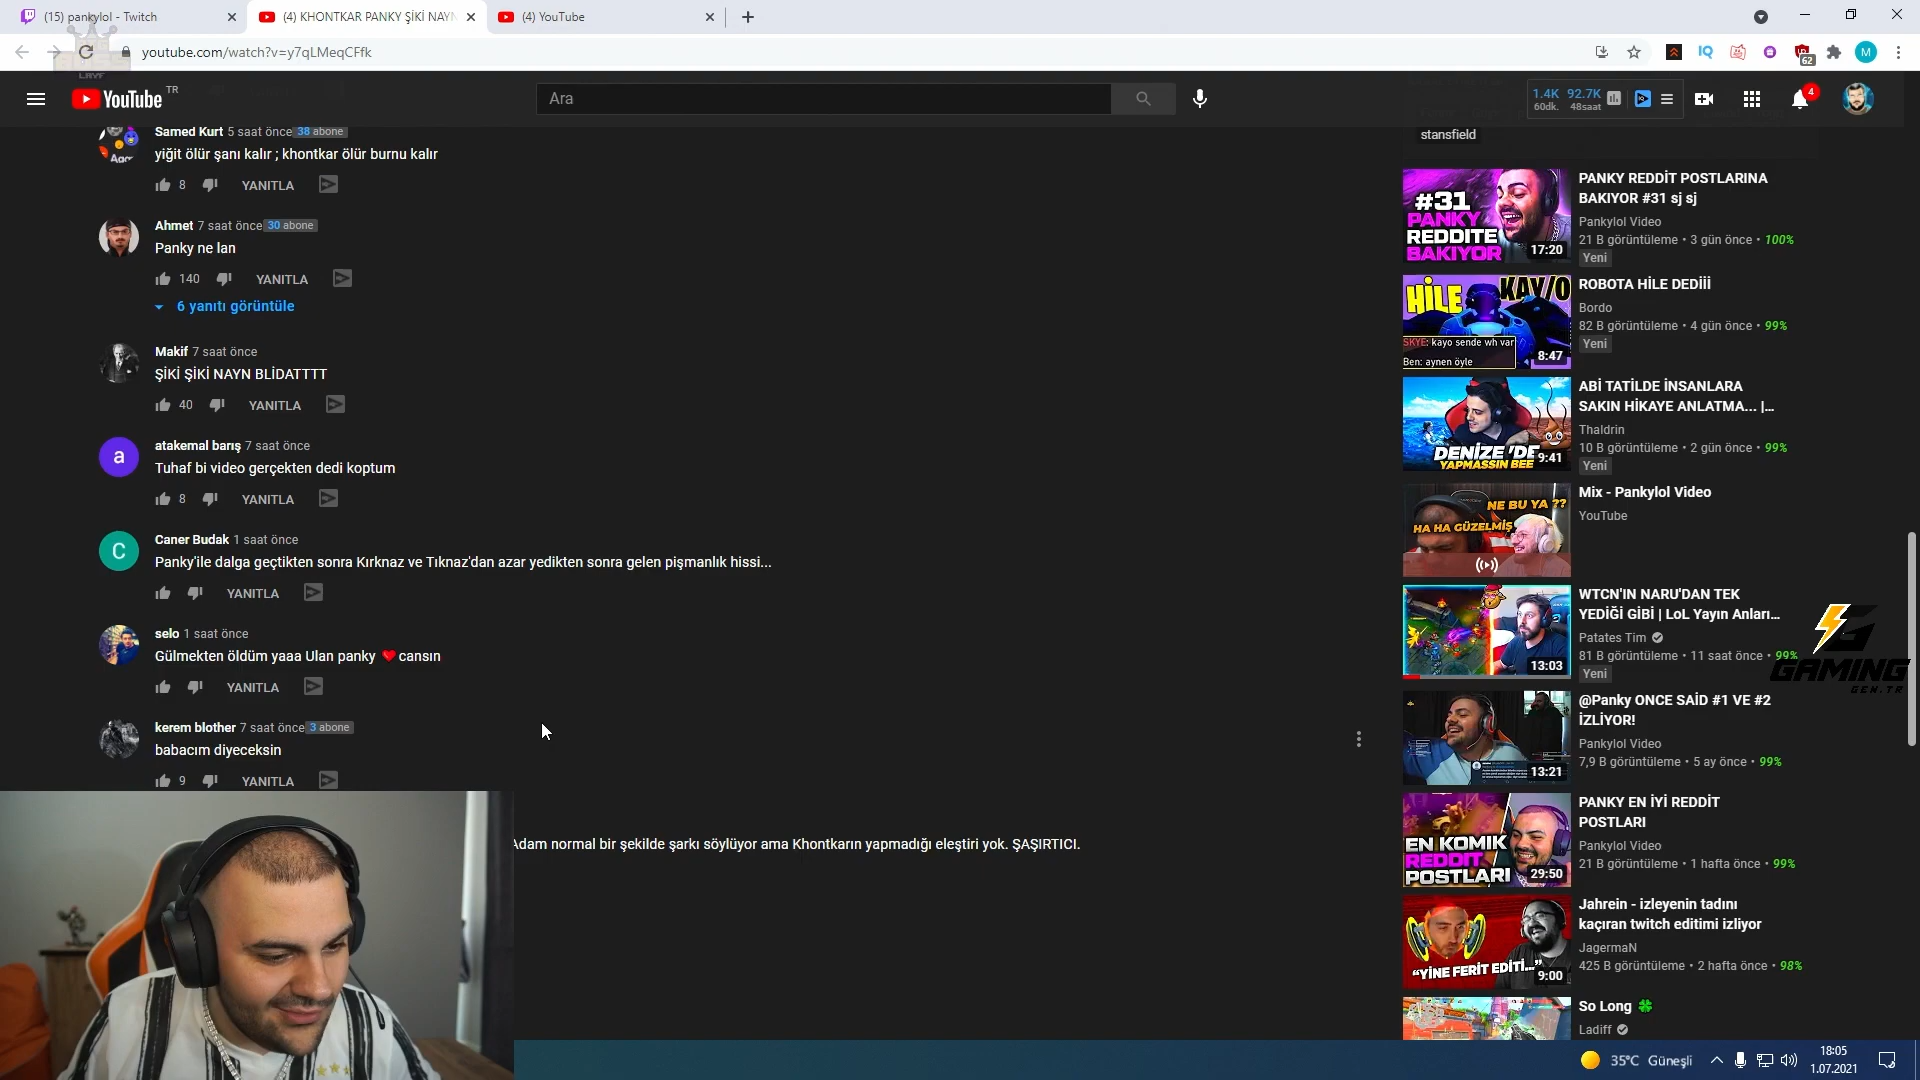 (15) pankylol - Twitch
(4) KHONTKAR PANKY ŞİKİ NAYN
(4) YouTube
youtube.com/watch?v=y7qLMeqCFfk
62
M
YouTube TR
Ara
1.4K 92.7K
60dk. 48saat
4
Samed Kurt 5 saat önce 38 abone
yiğit ölür şanı kalır ; khontkar ölür burnu kalır
8 YANITLA
Ahmet 7 saat önce 30 abone
Panky ne lan
140 YANITLA
6 yanıtı görüntüle
Makif 7 saat önce
ŞİKİ ŞİKİ NAYN BLİDATTTT
40 YANITLA
a
atakemal barış 7 saat önce
Tuhaf bi video gerçekten dedi koptum
8 YANITLA
C
Caner Budak 1 saat önce
Panky'ile dalga geçtikten sonra Kırknaz ve Tıknaz'dan azar yedikten sonra gelen pişmanlık hissi...
YANITLA
selo 1 saat önce
Gülmekten öldüm yaaa Ulan panky ❤️cansın
YANITLA
kerem blother 7 saat önce 3 abone
babacım diyeceksin
9 YANITLA
Adam normal bir şekilde şarkı söylüyor ama Khontkarın yapmadığı eleştiri yok. ŞAŞIRTICI.
stansfield
#31
PANKY
REDDITE
BAKIYOR
17:20
PANKY REDDİT POSTLARINA
BAKIYOR #31 sj sj
Pankylol Video
21 B görüntüleme • 3 gün önce • 100%
Yeni
HİLE KAY/O
SKYE: kayo sende wh var
Ben: aynen öyle
8:47
ROBOTA HİLE DEDİİİ
Bordo
82 B görüntüleme • 4 gün önce • 99%
Yeni
DENİZE 'DE
YAPMASSIN BEE
9:41
ABİ TATİLDE İNSANLARA
SAKIN HİKAYE ANLATMA... |...
Thaldrin
10 B görüntüleme • 2 gün önce • 99%
Yeni
NE BU YA ??
HA HA GÜZELMİŞ
Mix - Pankylol Video
YouTube
13:03
WTCN'IN NARU'DAN TEK
YEDİĞİ GİBİ | LoL Yayın Anları...
Patates Tim
81 B görüntüleme • 11 saat önce • 99%
Yeni
GAMING
GEN.TR
13:21
@Panky ONCE SAİD #1 VE #2
İZLİYOR!
Pankylol Video
7,9 B görüntüleme • 5 ay önce • 99%
EN KOMIK
REDDIT
POSTLARI
29:50
PANKY EN İYİ REDDİT
POSTLARI
Pankylol Video
21 B görüntüleme • 1 hafta önce • 99%
"YİNE FERİT EDİTİ..."
9:00
Jahrein - izleyenin tadını
kaçıran twitch editimi izliyor
JagermaN
425 B görüntüleme • 2 hafta önce • 98%
So Long 🍀
Ladiff
35°C Güneşli
18:05
1.07.2021